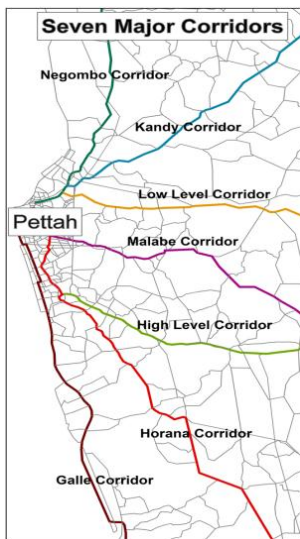 Seven Major Corridors
Negombo Corridor
Kandy Corridor
Low Level Corridor
Pettah
Malabe Corridor
High Level Corridor
Horana Corridor
Galle Corridor